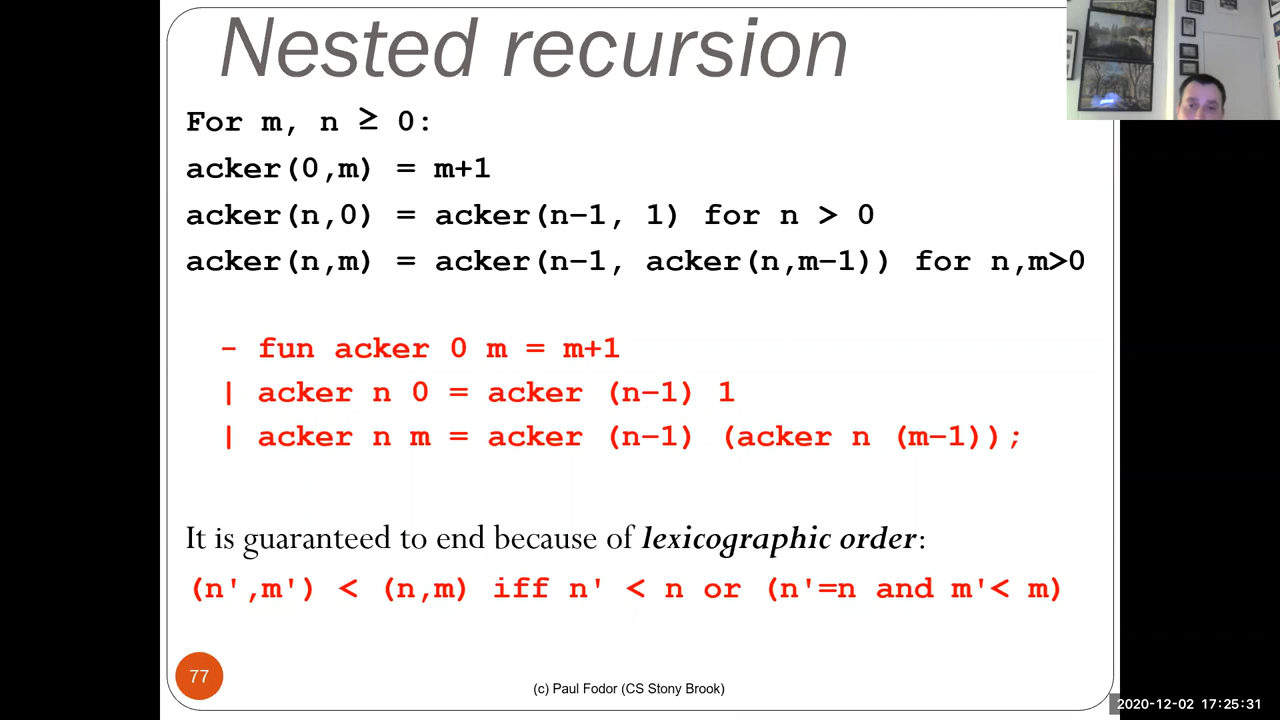 Nested recursion
For m, n ≥ 0:
acker(0,m) = m+1
acker(n,0) = acker(n−1, 1) for n > 0
acker(n,m) = acker(n−1, acker(n,m−1)) for n,m>0
- fun acker 0 m = m+1
| acker n 0 = acker (n−1) 1
| acker n m = acker (n−1) (acker n (m−1));
It is guaranteed to end because of lexicographic order:
(n',m') < (n,m) iff n' < n or (n'=n and m'< m)
77
(c) Paul Fodor (CS Stony Brook)
2020-12-02 17:25:31